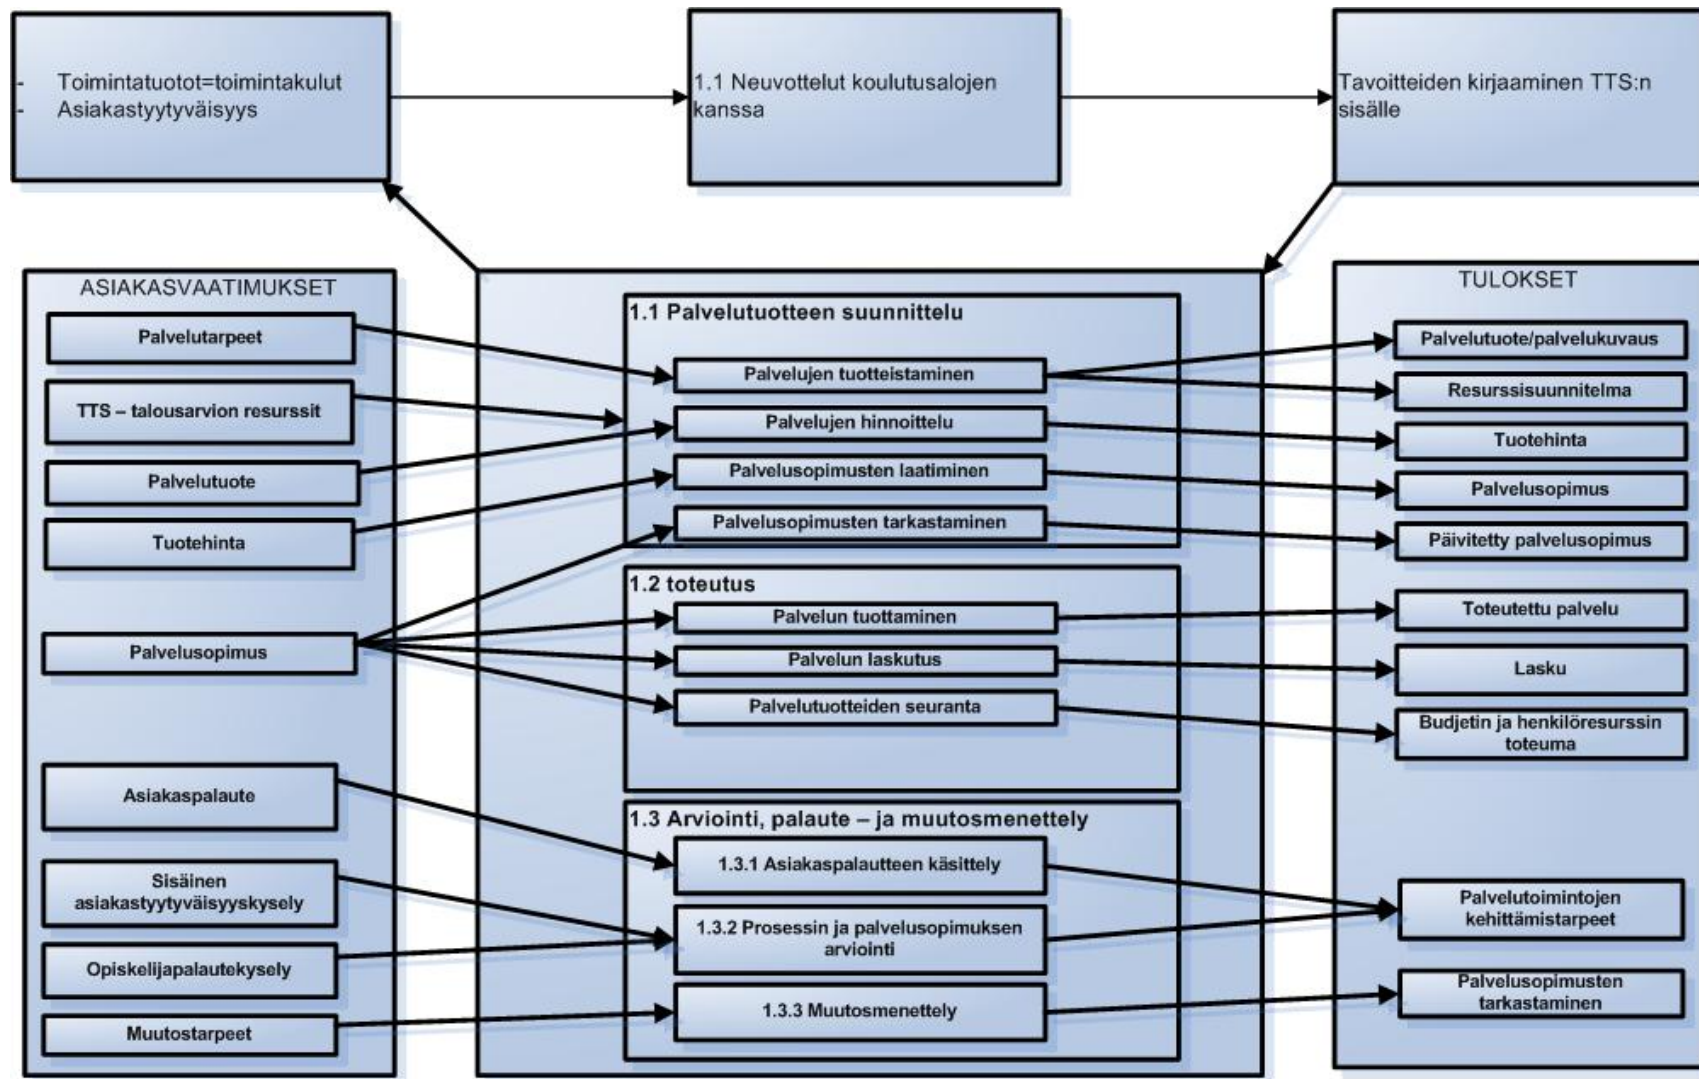 - Toimintatuotot=toimintakulut
- Asiakastyytyväisyys
1.1 Neuvottelut koulutusalojen
kanssa
Tavoitteiden kirjaaminen TTS:n
sisälle
ASIAKASVAATIMUKSET
Palvelutarpeet
TTS – talousarvion resurssit
Palvelutuote
Tuotehinta
Palvelusopimus
Asiakaspalaute
Sisäinen
asiakastyytyväisyyskysely
Opiskelijapalautekysely
Muutostarpeet
1.1 Palvelutuotteen suunnittelu
Palvelujen tuotteistaminen
Palvelujen hinnoittelu
Palvelusopimusten laatiminen
Palvelusopimusten tarkastaminen
1.2 toteutus
Palvelun tuottaminen
Palvelun laskutus
Palvelutuotteiden seuranta
1.3 Arviointi, palaute – ja muutosmenettely
1.3.1 Asiakaspalautteen käsittely
1.3.2 Prosessin ja palvelusopimuksen
arviointi
1.3.3 Muutosmenettely
TULOKSET
Palvelutuote/palvelukuvaus
Resurssisuunnitelma
Tuotehinta
Palvelusopimus
Päivitetty palvelusopimus
Toteutettu palvelu
Lasku
Budjetin ja henkilöresurssin
toteuma
Palvelutoimintojen
kehittämistarpeet
Palvelusopimusten
tarkastaminen